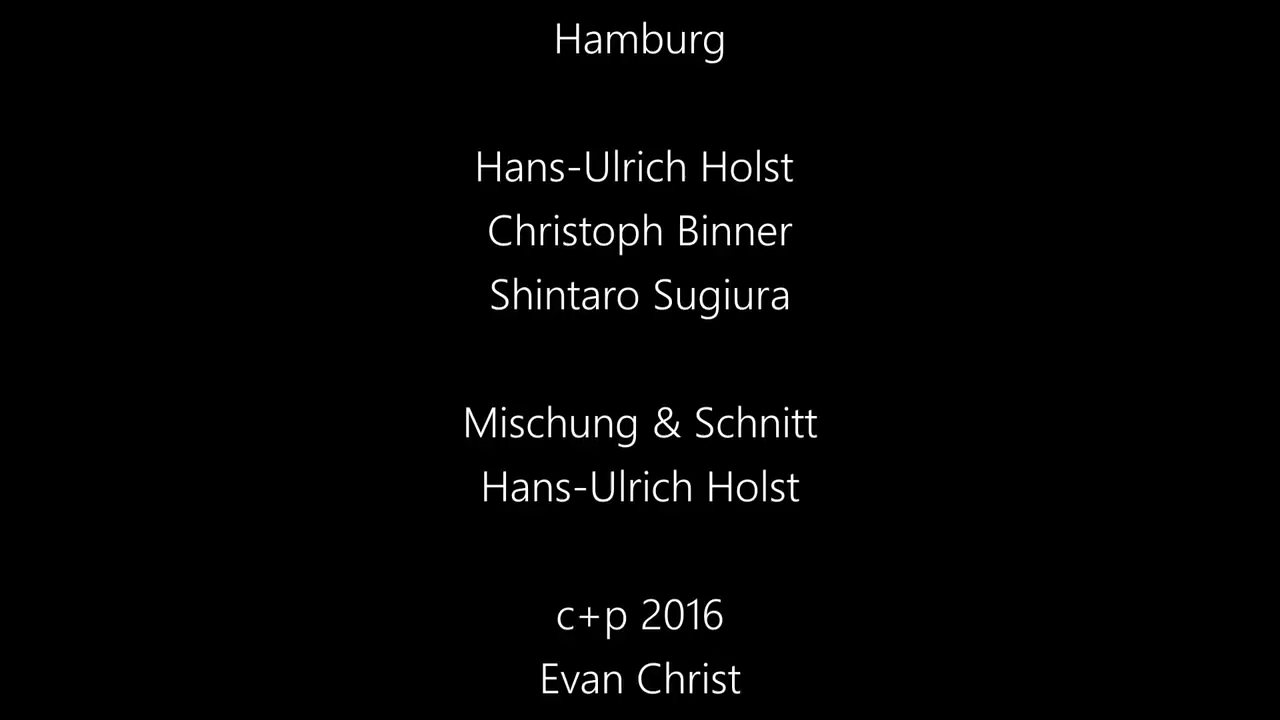 Hamburg
Hans-Ulrich Holst
Christoph Binner
Shintaro Sugiura
Mischung & Schnitt
Hans-Ulrich Holst
c+p 2016
Evan Christ